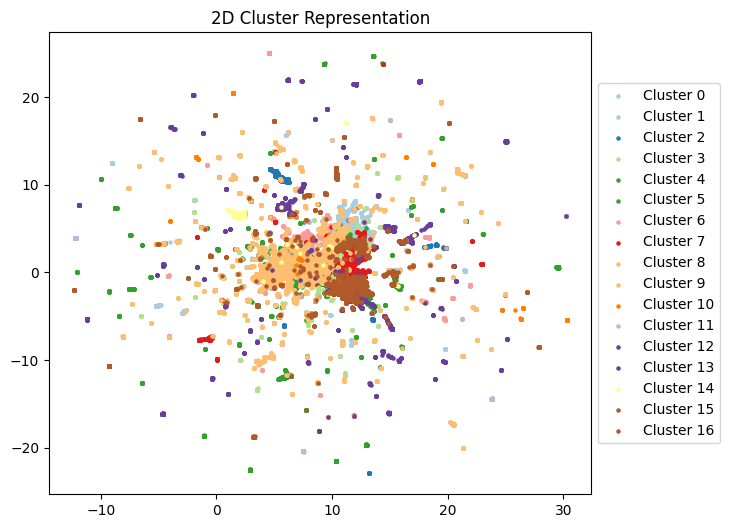 2D Cluster Representation
20
10
0
−10
−20
−10
0
10
20
30
Cluster 0
Cluster 1
Cluster 2
Cluster 3
Cluster 4
Cluster 5
Cluster 6
Cluster 7
Cluster 8
Cluster 9
Cluster 10
Cluster 11
Cluster 12
Cluster 13
Cluster 14
Cluster 15
Cluster 16